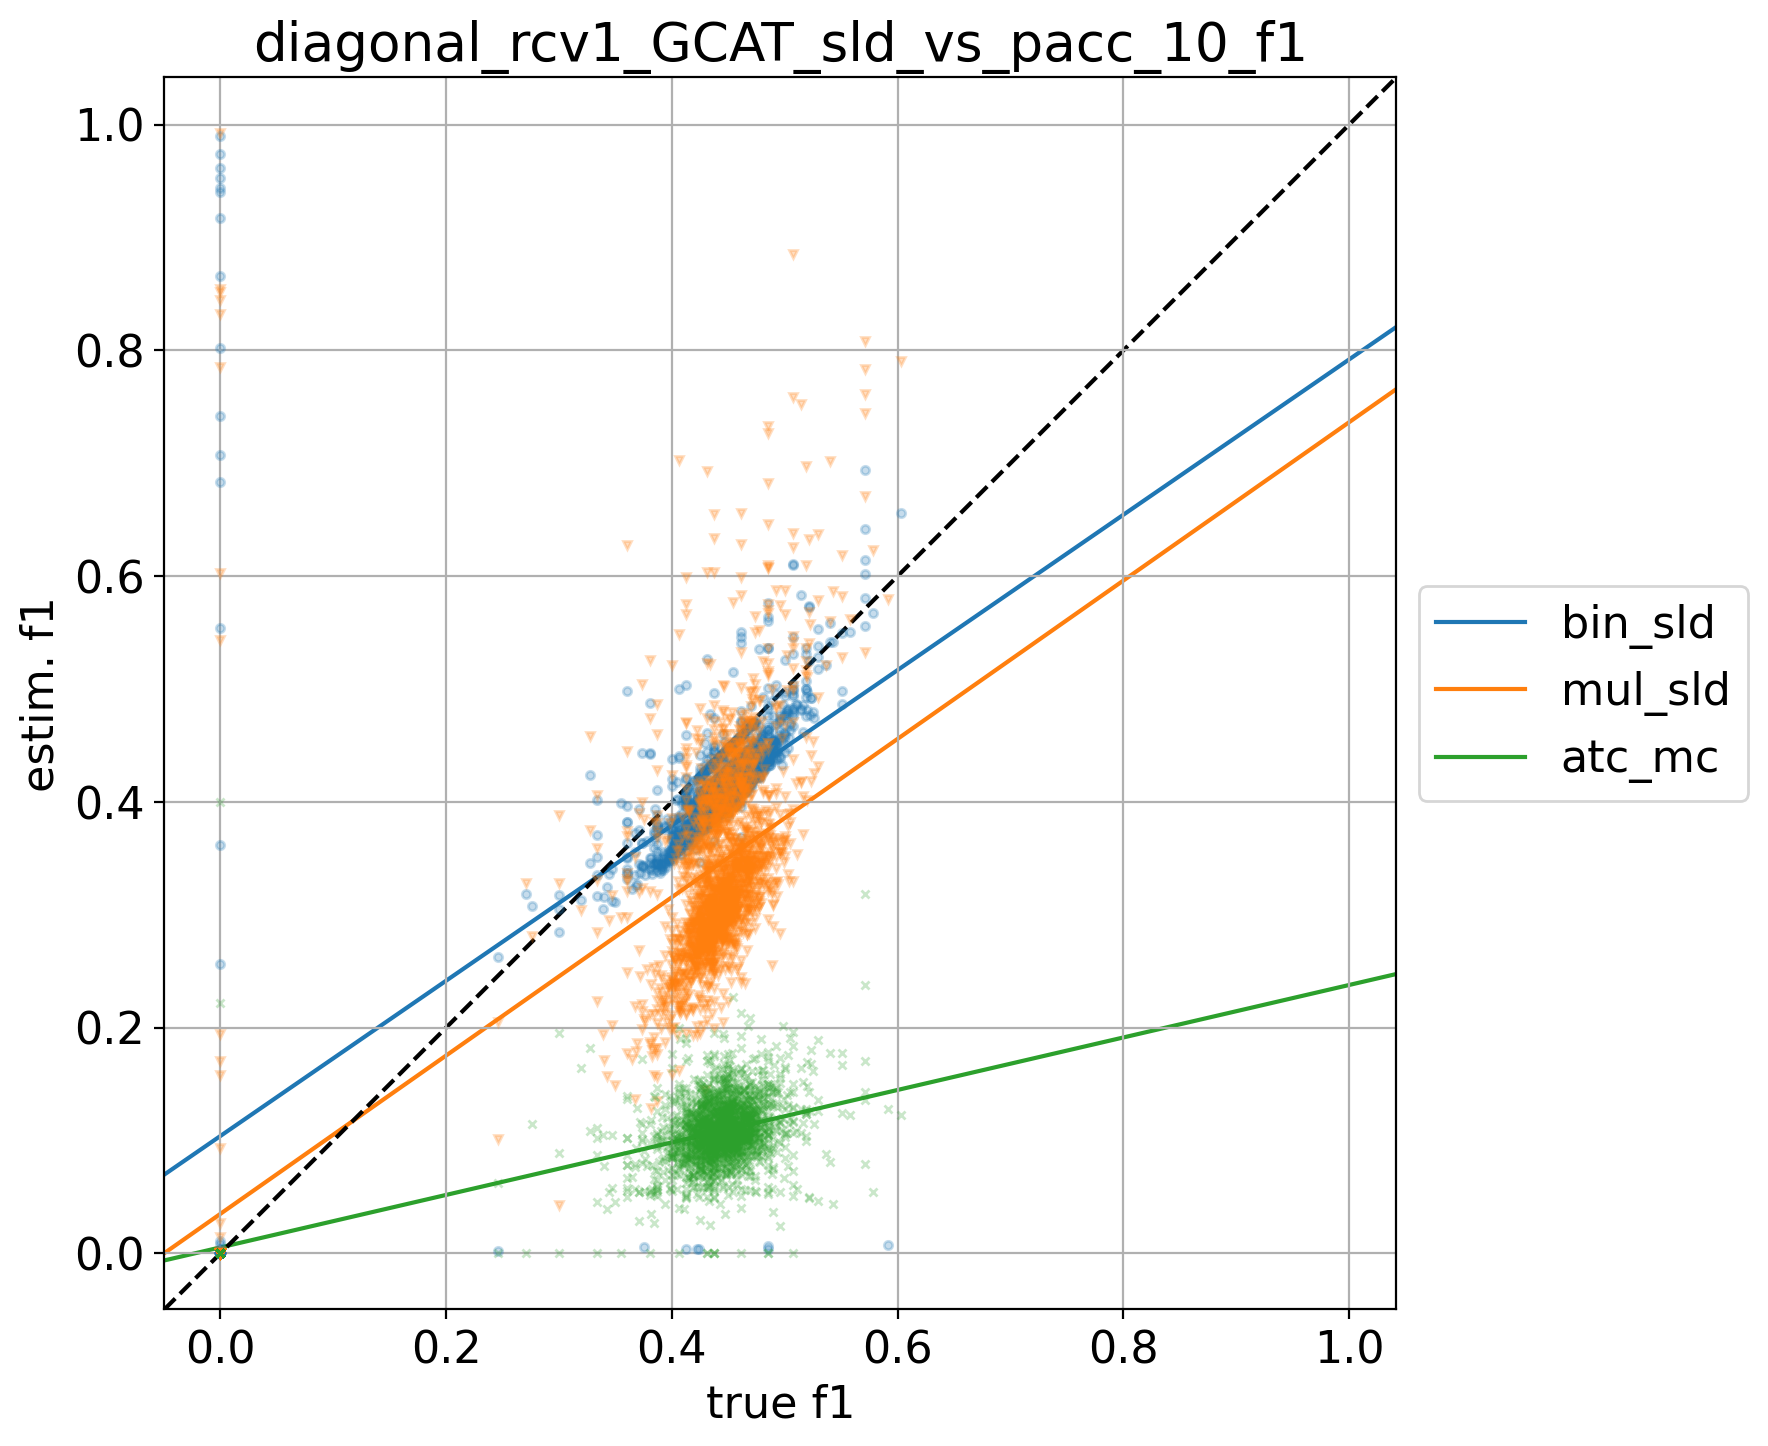 diagonal_rcv1_GCAT_sld_vs_pacc_10_f1
1.0
0.8
0.6
0.4
0.2
0.0
estim. f1
0.0 0.2 0.4 0.6 0.8 1.0
true f1
bin_sld
mul_sld
atc_mc